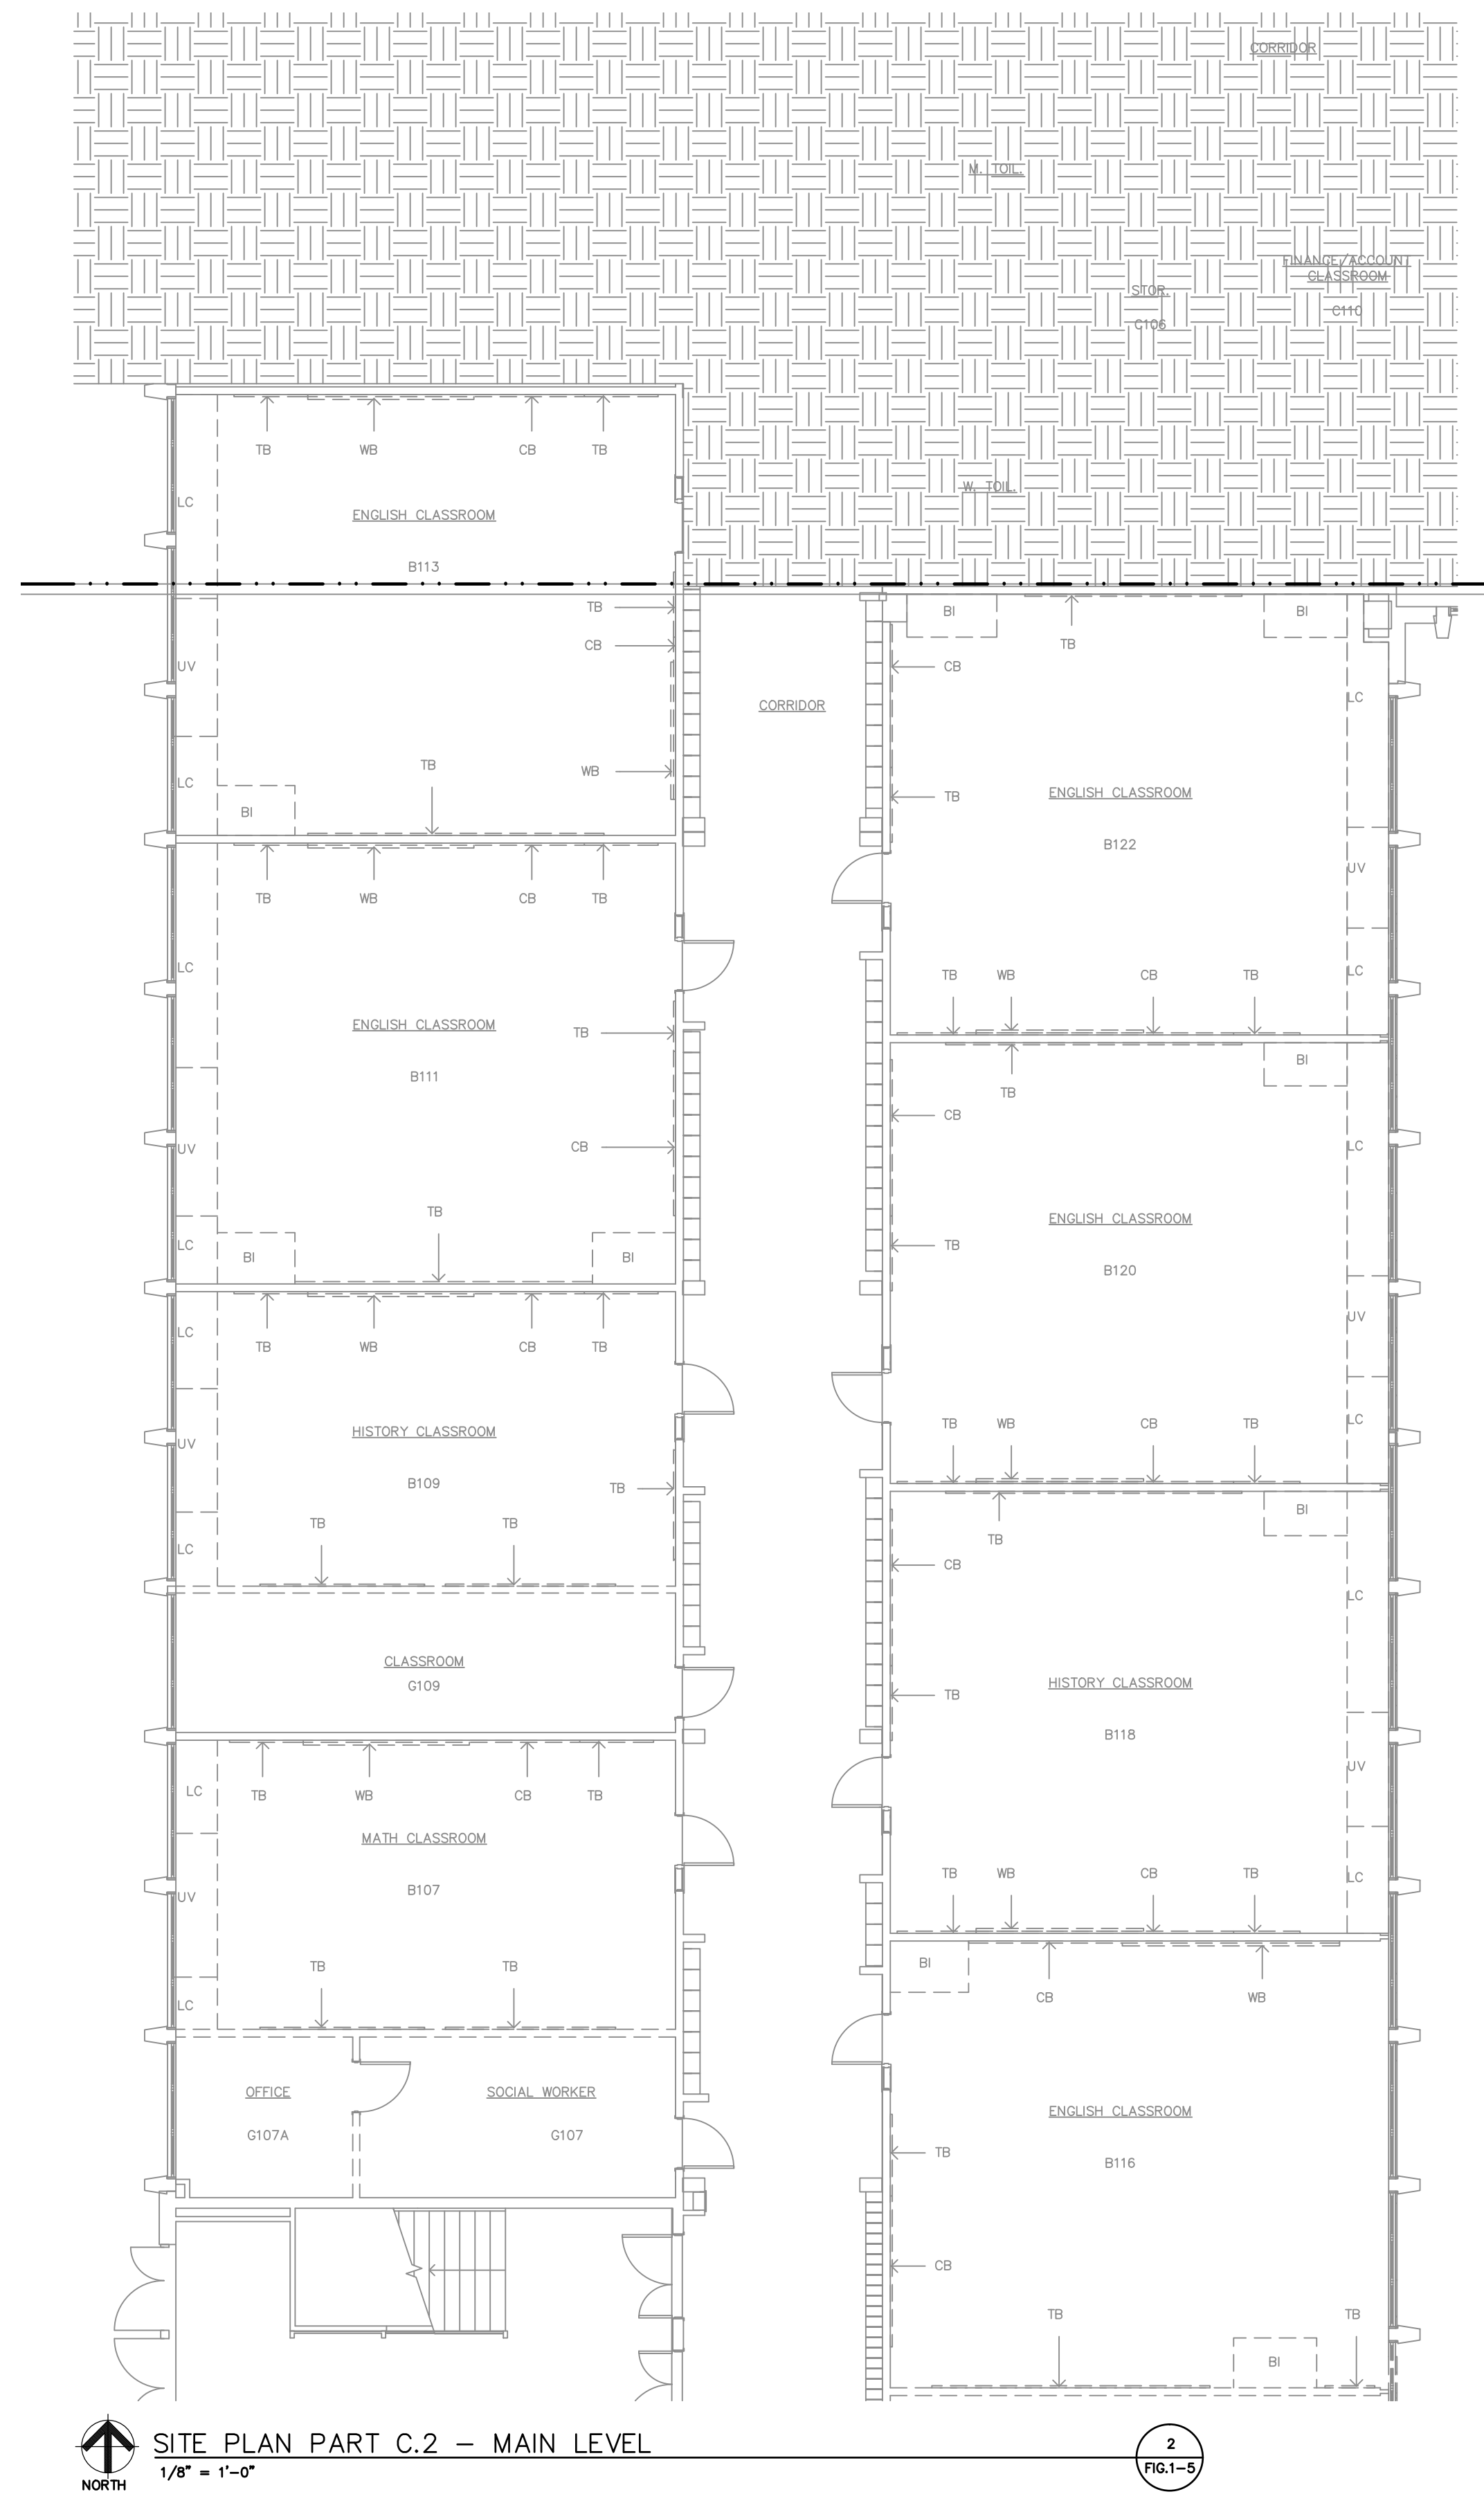 CORRIDOR
M. TOIL.
FINANCE/ACCOUNT
CLASSROOM
STOR.
C110
C106
TB WB CB TB
W. TOIL.
LC
ENGLISH CLASSROOM
B113
TB
BI
BI
CB
TB
UV
CB
LC
CORRIDOR
TB
WB
LC
ENGLISH CLASSROOM
TB
BI
B122
UV
TB WB CB TB
LC
TB WB CB TB
LC
ENGLISH CLASSROOM
TB
BI
B111
TB
CB
UV
CB
LC
TB
ENGLISH CLASSROOM
LC
BI
BI
TB
B120
LC
UV
TB WB CB TB
TB WB CB TB
LC
HISTORY CLASSROOM
UV
B109
TB
BI
TB
TB
TB
LC
CB
LC
CLASSROOM
G109
HISTORY CLASSROOM
TB
B118
UV
LC
TB WB CB TB
MATH CLASSROOM
B107
TB WB CB TB
LC
UV
TB
TB
BI
LC
CB
WB
OFFICE
SOCIAL WORKER
ENGLISH CLASSROOM
G107A
G107
TB
B116
CB
TB
TB
BI
SITE PLAN PART C.2 – MAIN LEVEL
1/8" = 1'-0"
NORTH
2
FIG.1-5